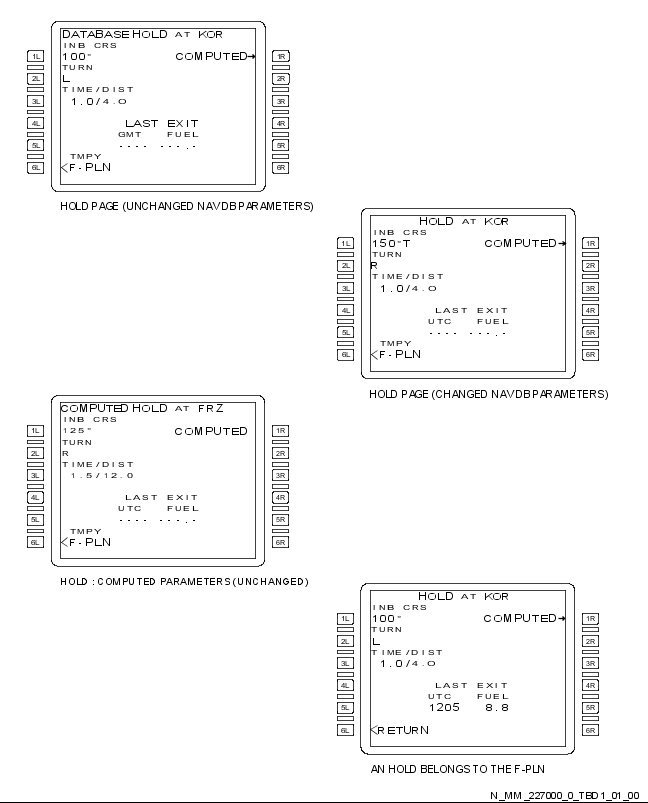 DATABASE HOLD AT KOR
INB CRS
1L 100° COMPUTED→ 1R
TURN
2L L 2R
TIME/DIST
3L 1.0/4.0 3R
4L LAST EXIT 4R
GMT FUEL
5L ---- ---.- 5R
TMPY
6L <F-PLN 6R
HOLD PAGE (UNCHANGED NAVDB PARAMETERS)
HOLD AT KOR
INB CRS
1L 150°T COMPUTED→ 1R
TURN
2L R 2R
TIME/DIST
3L 1.0/4.0 3R
4L LAST EXIT 4R
UTC FUEL
5L ---- ---.- 5R
TMPY
6L <F-PLN 6R
HOLD PAGE (CHANGED NAVDB PARAMETERS)
COMPUTED HOLD AT FRZ
INB CRS
1L 125° COMPUTED 1R
TURN
2L R 2R
TIME/DIST
3L 1.5/12.0 3R
4L LAST EXIT 4R
UTC FUEL
5L ---- ---.- 5R
TMPY
6L <F-PLN 6R
HOLD : COMPUTED PARAMETERS (UNCHANGED)
HOLD AT KOR
INB CRS
1L 100° COMPUTED→ 1R
TURN
2L L 2R
TIME/DIST
3L 1.0/4.0 3R
4L LAST EXIT 4R
UTC FUEL
5L 1205 8.8 5R
6L <RETURN 6R
AN HOLD BELONGS TO THE F-PLN
N_MM_227000_0_TBD1_01_00